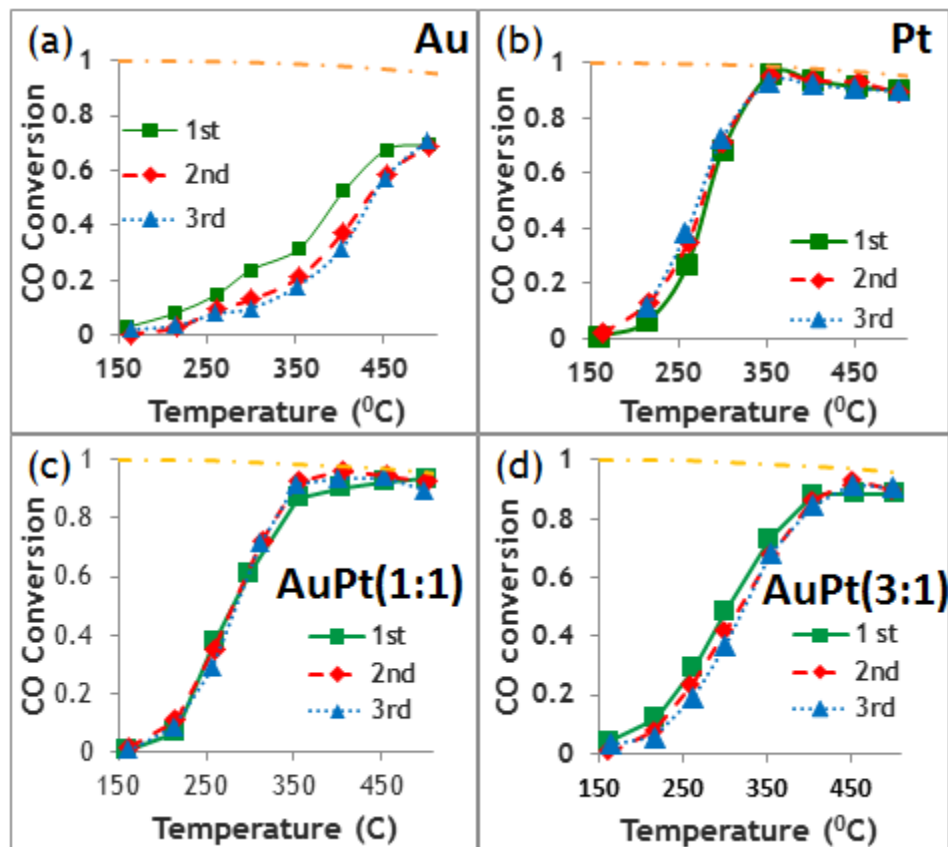 (a) Au
CO Conversion
1
0.8
0.6
0.4
0.2
0
1st
2nd
3rd
150 250 350 450
Temperature (⁰C)
(b) Pt
CO Conversion
1
0.8
0.6
0.4
0.2
0
1st
2nd
3rd
150 250 350 450
Temperature (⁰C)
(c)
CO Conversion
1
0.8
0.6
0.4
0.2
0
AuPt(1:1)
1st
2nd
3rd
150 250 350 450
Temperature (C)
(d)
CO conversion
1
0.8
0.6
0.4
0.2
0
AuPt(3:1)
1 st
2nd
3rd
150 250 350 450
Temperature (⁰C)